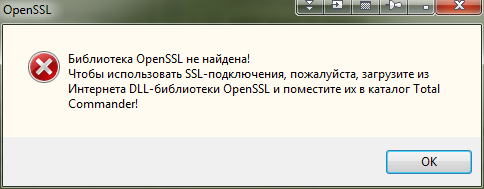 OpenSSL
Библиотека OpenSSL не найдена!
Чтобы использовать SSL-подключения, пожалуйста, загрузите из
Интернета DLL-библиотеки OpenSSL и поместите их в каталог Total
Commander!
OK